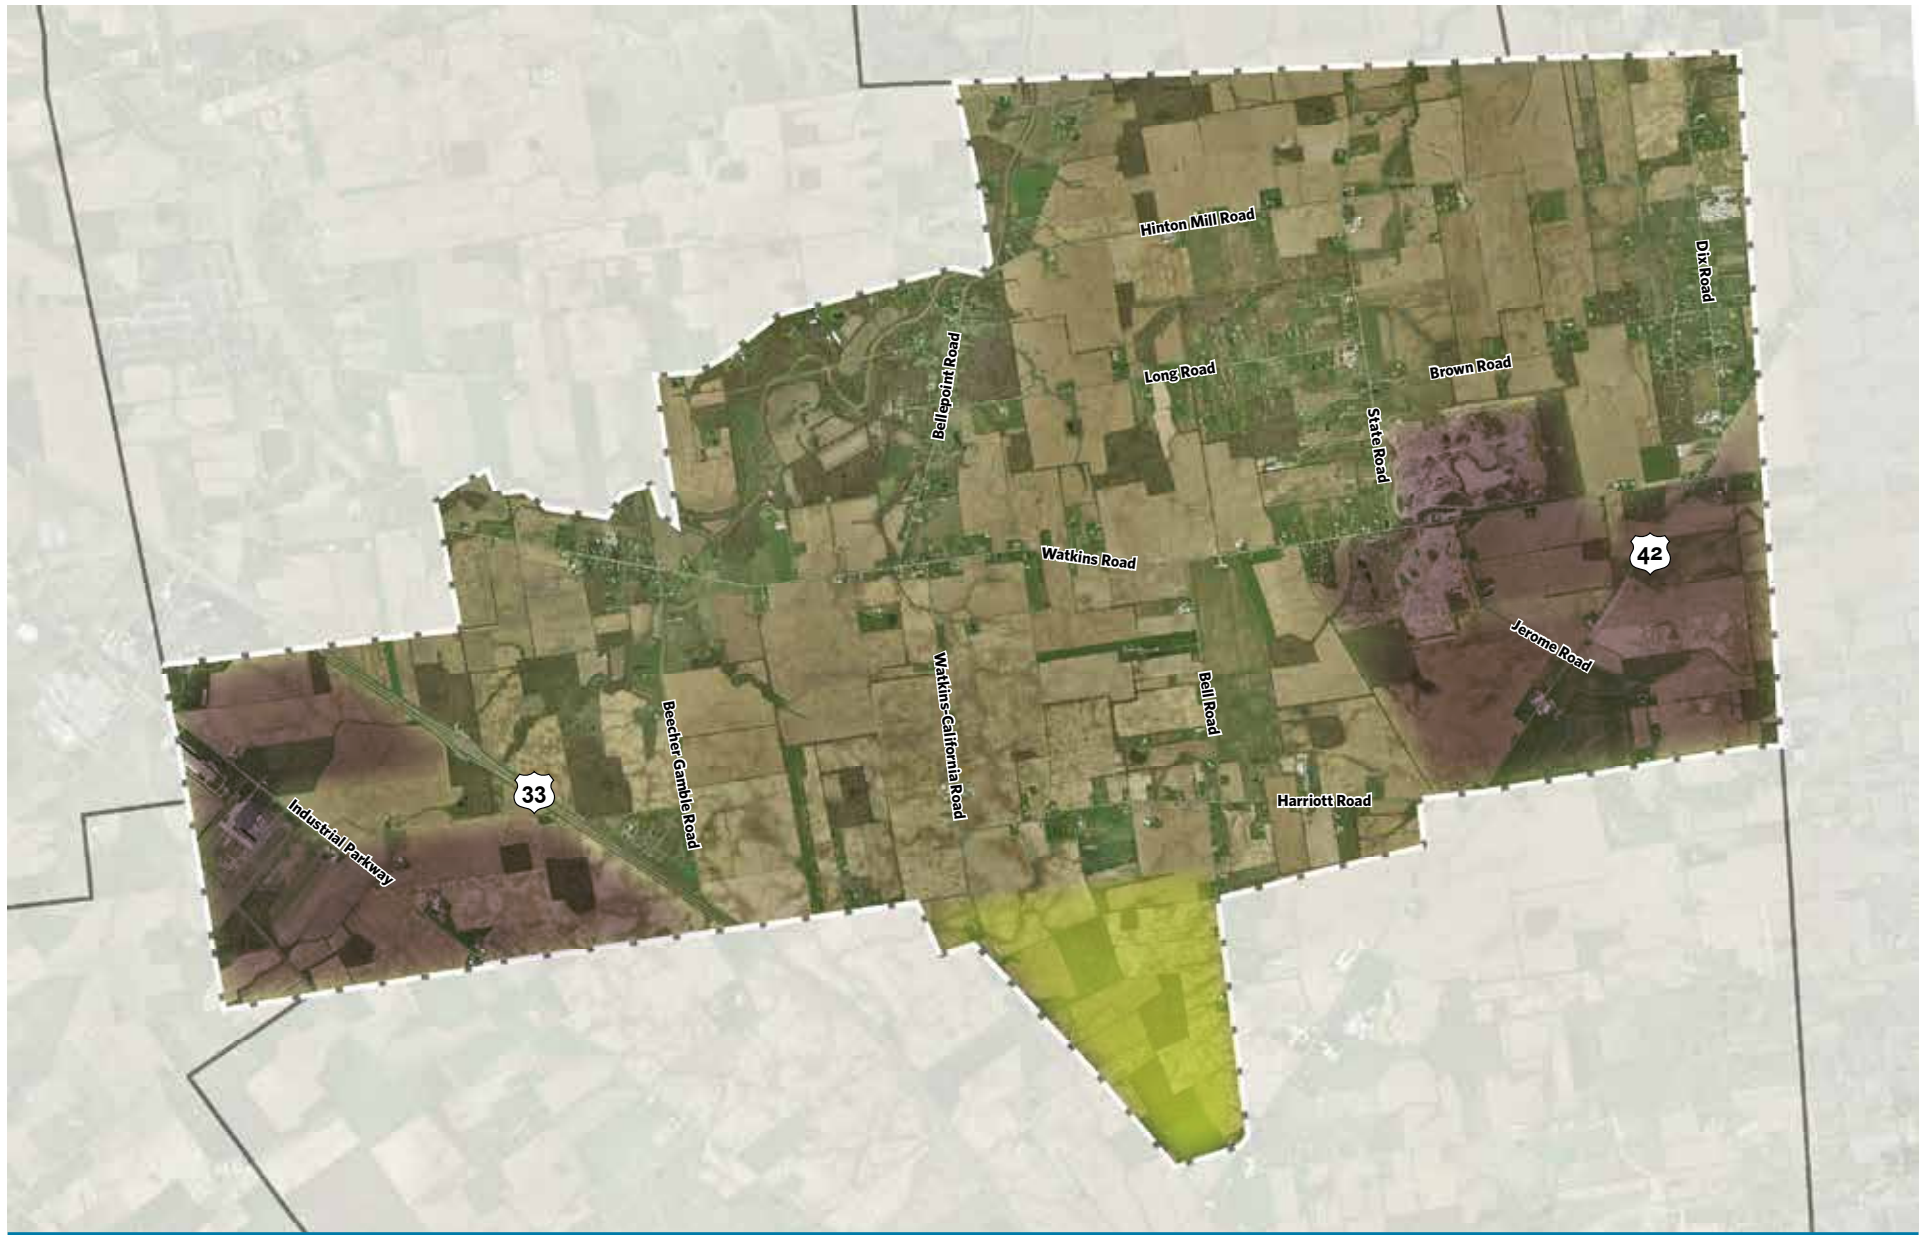 Hinton Mill Road
Dix Road
Bellepoint Road
Long Road
Brown Road
State Road
Watkins Road
42
Jerome Road
Watkins-California Road
Bell Road
Beecher Gamble Road
33
Industrial Parkway
Harriott Road